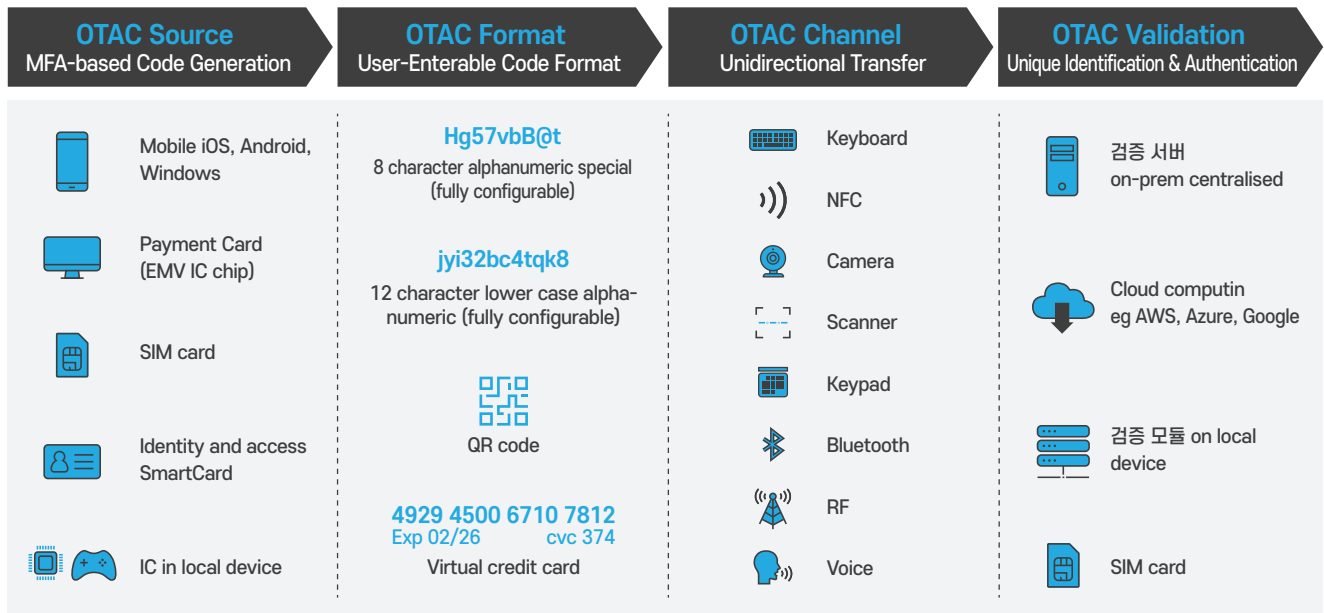 OTAC Source
MFA-based Code Generation
OTAC Format
User-Enterable Code Format
OTAC Channel
Unidirectional Transfer
OTAC Validation
Unique Identification & Authentication
Mobile iOS, Android,
Windows
Payment Card
(EMV IC chip)
SIM card
Identity and access
SmartCard
IC in local device
Hg57vbB@t
8 character alphanumeric special
(fully configurable)
jyi32bc4tqk8
12 character lower case alpha-
numeric (fully configurable)
QR code
4929 4500 6710 7812
Exp 02/26 cvc 374
Virtual credit card
Keyboard
NFC
Camera
Scanner
Keypad
Bluetooth
RF
Voice
검증 서버
on-prem centralised
Cloud computin
eg AWS, Azure, Google
검증 모듈 on local
device
SIM card